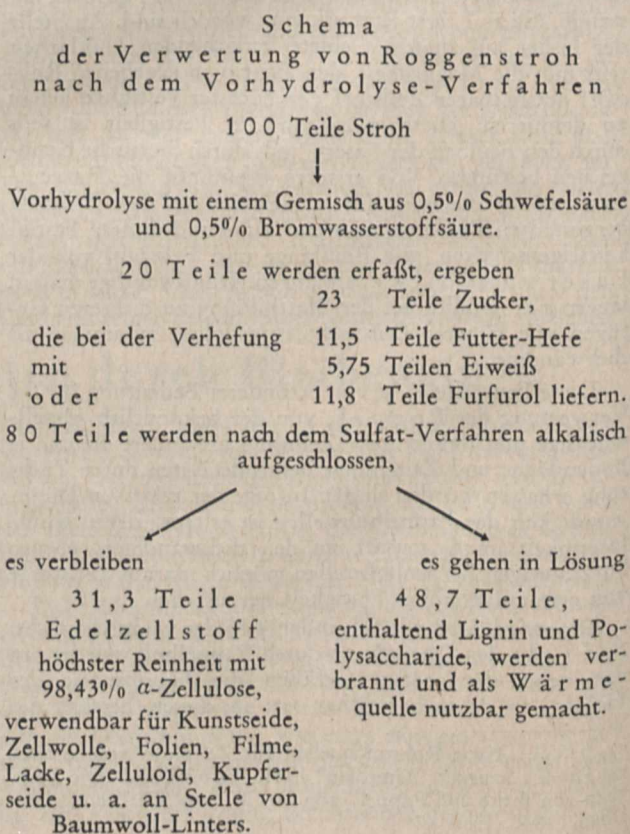 Schema
der Verwertung von Roggenstroh
nach dem Vorhydrolyse-Verfahren
100 Teile Stroh
Vorhydrolyse mit einem Gemisch aus 0,5% Schwefelsäure
und 0,5% Bromwasserstoffsäure.
20 Teile werden erfaßt, ergeben
23 Teile Zucker,
die bei der Verhefung 11,5 Teile Futter-Hefe
mit 5,75 Teilen Eiweiß
oder 11,8 Teile Furfurol liefern.
80 Teile werden nach dem Sulfat-Verfahren alkalisch
aufgeschlossen,
es verbleiben
31,3 Teile
Edelzellstoff
höchster Reinheit mit
98,43% α-Zellulose,
verwendbar für Kunstseide,
Zellwolle, Folien, Filme,
Lacke, Zelluloid, Kupfer-
seide u. a. an Stelle von
Baumwoll-Linters.
es gehen in Lösung
48,7 Teile,
enthaltend Lignin und Po-
lysaccharide, werden ver-
brannt und als Wärme-
quelle nutzbar gemacht.